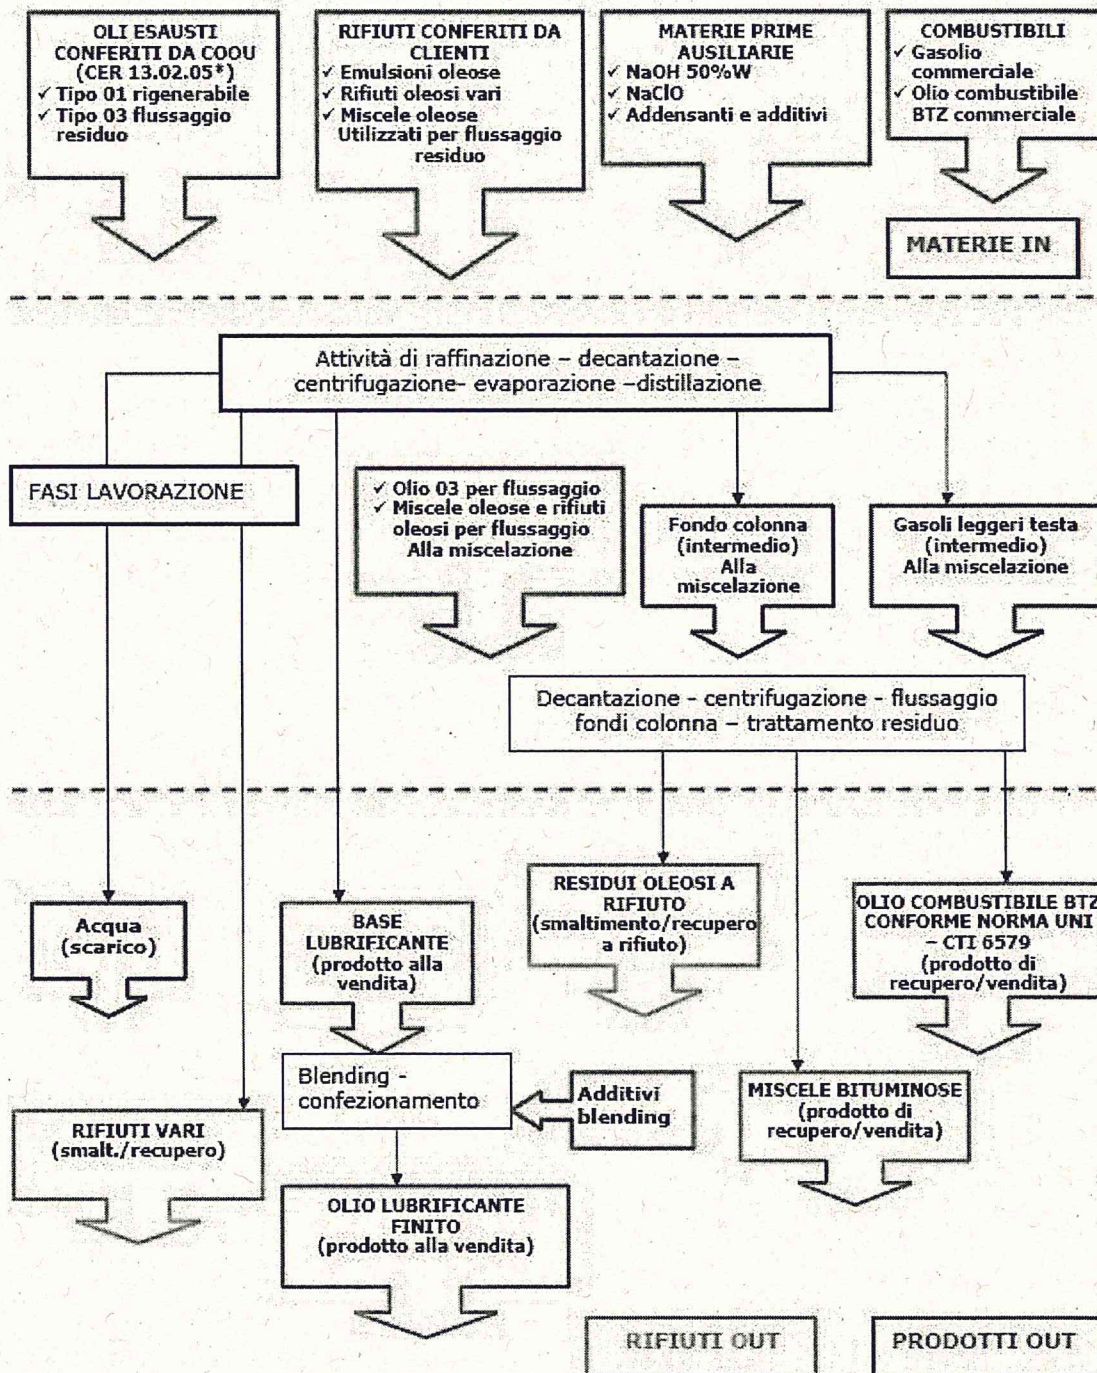 OLI ESAUSTI
CONFERITI DA COOU
(CER 13.02.05*)
✓ Tipo 01 rigenerabile
✓ Tipo 03 flussaggio
residuo
RIFIUTI CONFERITI DA
CLIENTI
✓ Emulsioni oleose
✓ Rifiuti oleosi vari
✓ Miscele oleose
Utilizzati per flussaggio
residuo
MATERIE PRIME
AUSILIARIE
✓ NaOH 50%W
✓ NaClO
✓ Addensanti e additivi
COMBUSTIBILI
✓ Gasolio
commerciale
✓ Olio combustibile
BTZ commerciale
MATERIE IN
Attività di raffinazione – decantazione –
centrifugazione- evaporazione –distillazione
FASI LAVORAZIONE
✓ Olio 03 per flussaggio
✓ Miscele oleose e rifiuti
oleosi per flussaggio
Alla miscelazione
Fondo colonna
(intermedio)
Alla
miscelazione
Gasoli leggeri testa
(intermedio)
Alla miscelazione
Decantazione - centrifugazione - flussaggio
fondi colonna – trattamento residuo
Acqua
(scarico)
BASE
LUBRIFICANTE
(prodotto alla
vendita)
RESIDUI OLEOSI A
RIFIUTO
(smaltimento/recupero
a rifiuto)
OLIO COMBUSTIBILE BTZ
CONFORME NORMA UNI
– CTI 6579
(prodotto di
recupero/vendita)
Blending -
confezionamento
Additivi
blending
MISCELE BITUMINOSE
(prodotto di
recupero/vendita)
RIFIUTI VARI
(smalt./recupero)
OLIO LUBRIFICANTE
FINITO
(prodotto alla vendita)
RIFIUTI OUT
PRODOTTI OUT